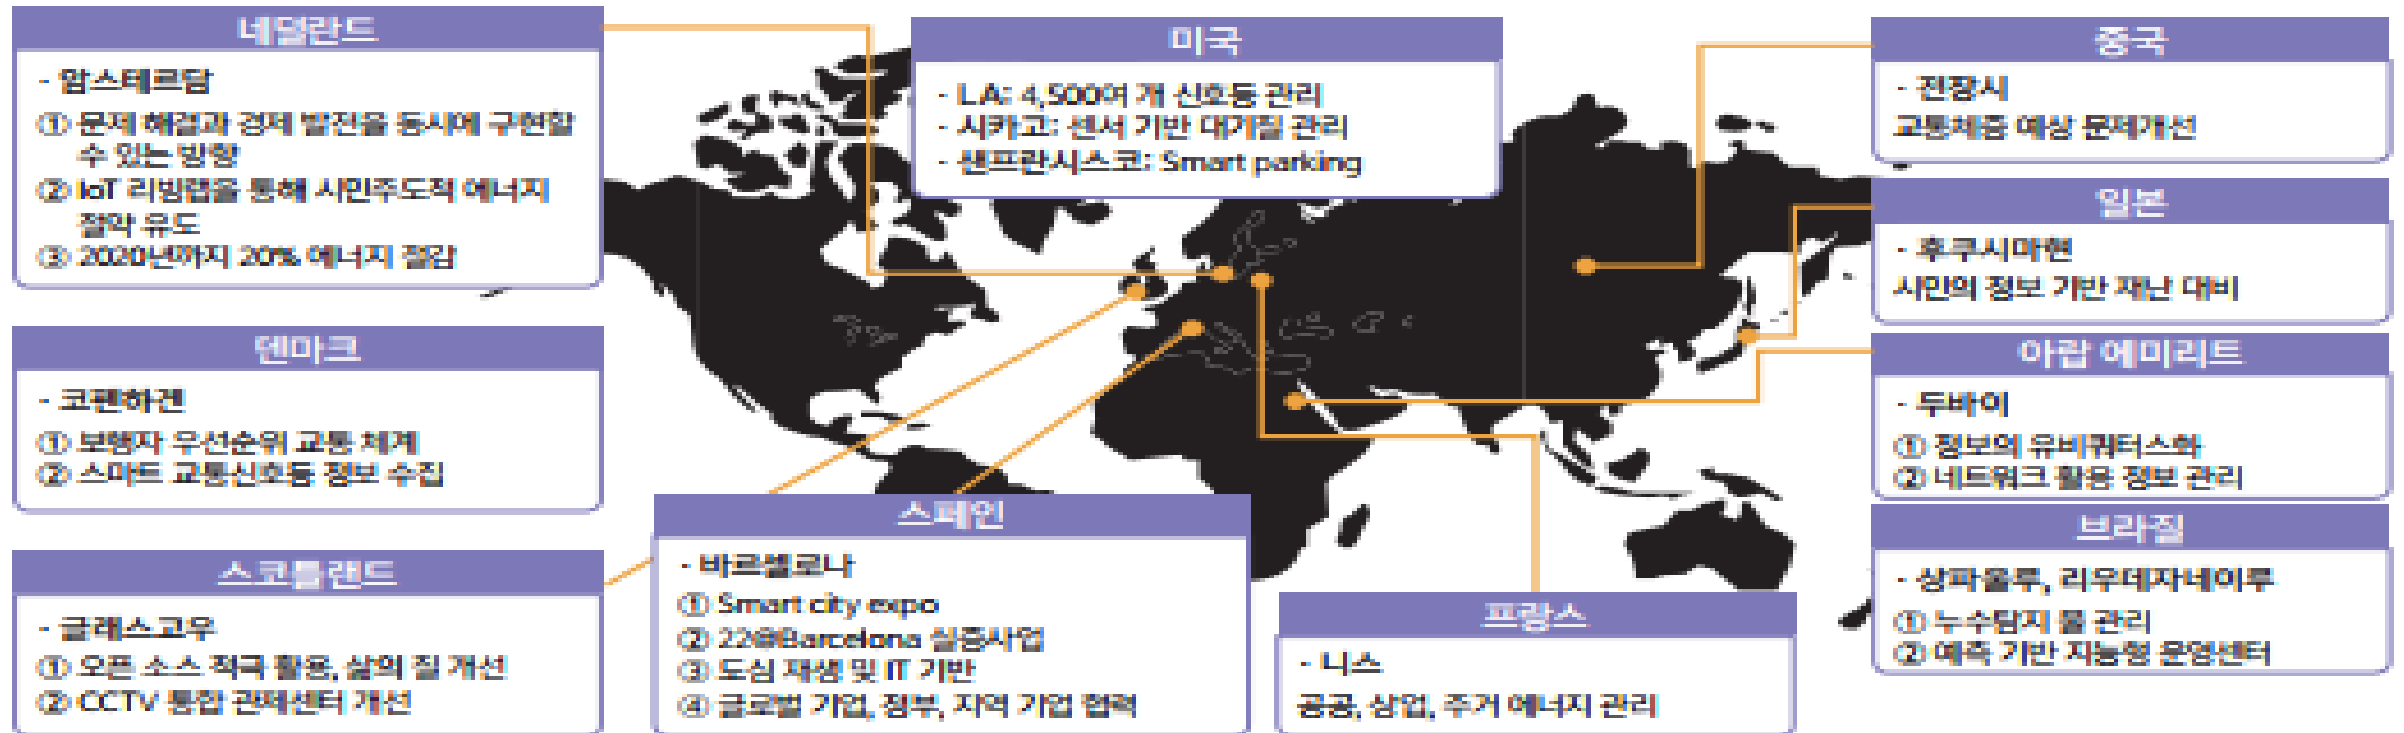 네덜란드
- 암스테르담
① 문제 해결과 경제 발전을 동시에 구현할
수 있는 방향
② IoT 리빙랩을 통해 시민주도적 에너지
절약 유도
③ 2020년까지 20% 에너지 절감
덴마크
- 코펜하겐
① 보행자 우선순위 교통 체계
② 스마트 교통신호등 정보 수집
스코틀랜드
- 글래스고우
① 오픈 소스 적극 활용, 삶의 질 개선
② CCTV 통합 관제센터 개선
미국
- L.A: 4,500여 개 신호등 관리
- 시카고: 센서 기반 대기질 관리
- 샌프란시스코: Smart parking
스페인
- 바르셀로나
① Smart city expo
② 22@Barcelona 실증사업
③ 도심 재생 및 IT 기반
④ 글로벌 기업, 정부, 지역 기업 협력
프랑스
- 니스
공공, 상업, 주거 에너지 관리
중국
- 전장시
교통체증 예상 문제개선
일본
- 후쿠시마현
시민의 정보 기반 재난 대비
아랍 에미리트
- 두바이
① 정보의 유비쿼터스화
② 네트워크 활용 정보 관리
브라질
- 상파울루, 리우데자네이루
① 누수탐지 물 관리
② 예측 기반 지능형 운영센터